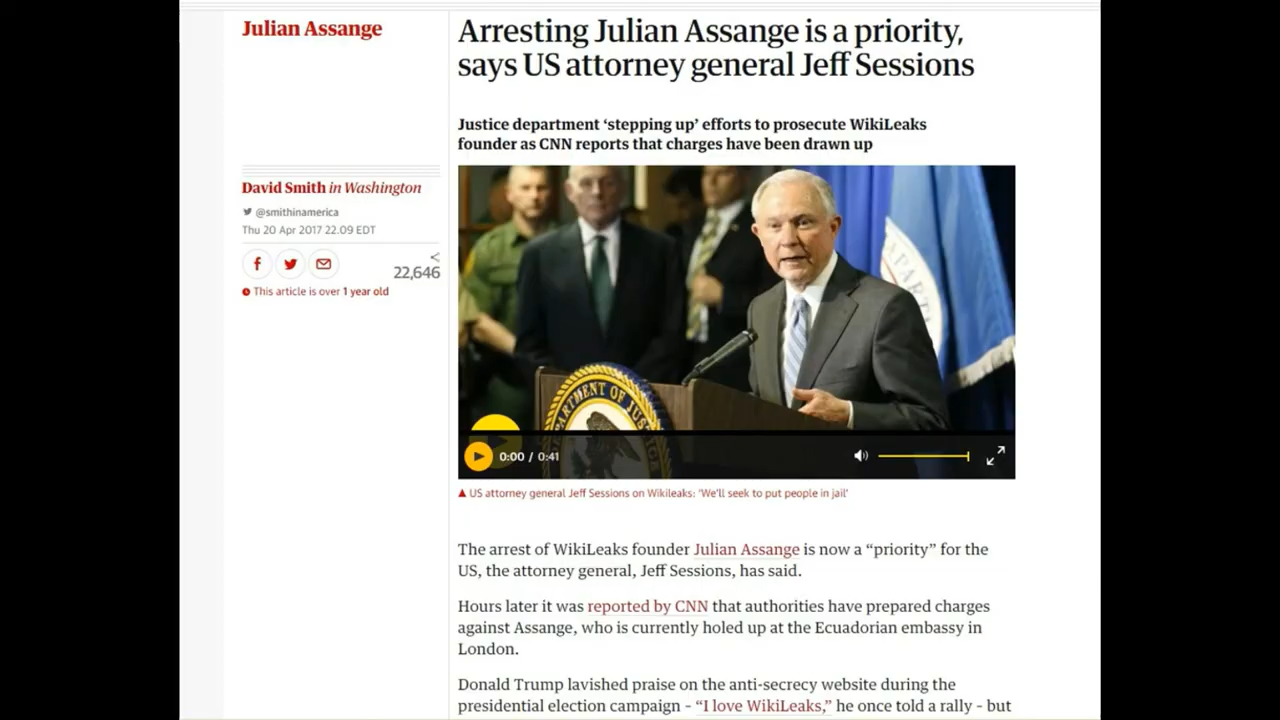 Julian Assange
Arresting Julian Assange is a priority,
says US attorney general Jeff Sessions
Justice department ‘stepping up’ efforts to prosecute WikiLeaks
founder as CNN reports that charges have been drawn up
David Smith in Washington
@smithinamerica
Thu 20 Apr 2017 22.09 EDT
22,646
This article is over 1 year old
DEPARTMENT OF JUSTICE
0:00 / 0:41
US attorney general Jeff Sessions on Wikileaks: 'We'll seek to put people in jail'
The arrest of WikiLeaks founder Julian Assange is now a “priority” for the
US, the attorney general, Jeff Sessions, has said.
Hours later it was reported by CNN that authorities have prepared charges
against Assange, who is currently holed up at the Ecuadorian embassy in
London.
Donald Trump lavished praise on the anti-secrecy website during the
presidential election campaign – “I love WikiLeaks,” he once told a rally – but